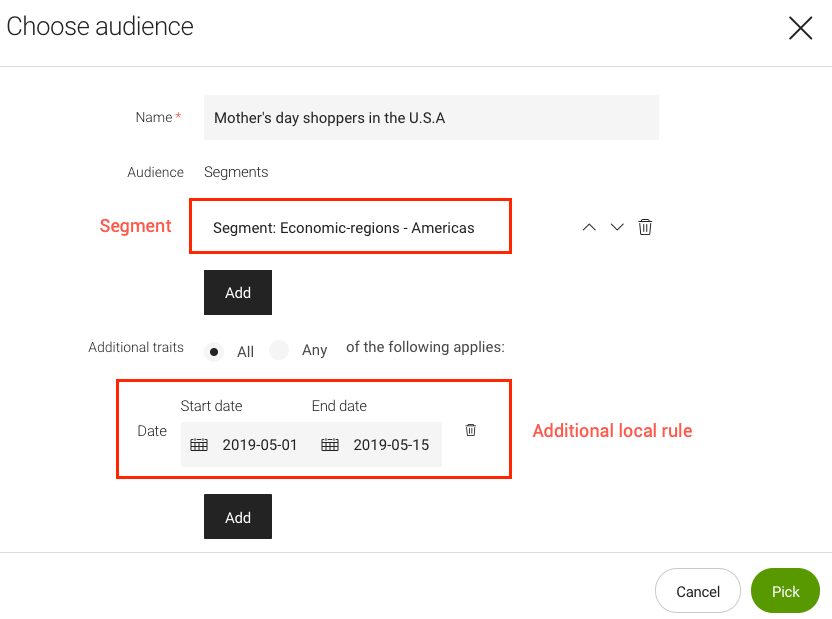 Choose audience
Name *
Mother's day shoppers in the U.S.A
Audience
Segments
Segment
Segment: Economic-regions - Americas
Add
Additional traits
All
Any
of the following applies:
Start date
End date
Date
2019-05-01
2019-05-15
Additional local rule
Add
Cancel
Pick